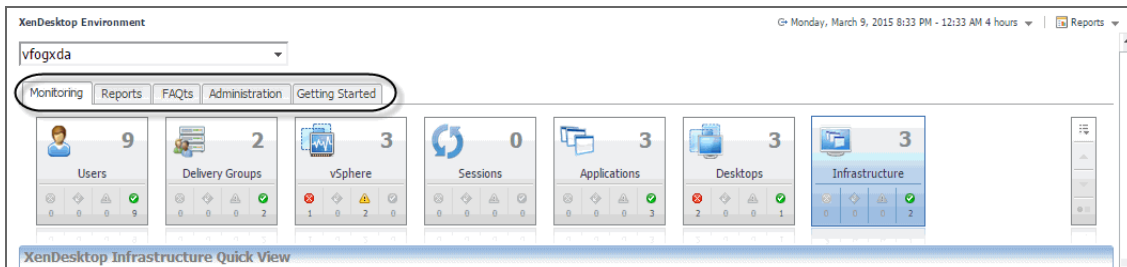 XenDesktop Environment
Monday, March 9, 2015 8:33 PM - 12:33 AM 4 hours
Reports
vfogxda
Monitoring Reports FAQts Administration Getting Started
9 2 3 0 3 3 3
Users Delivery Groups vSphere Sessions Applications Desktops Infrastructure
0 0 0 9 0 0 0 2 1 0 2 0 0 0 0 0 0 0 0 3 2 0 0 1 0 0 0 2
XenDesktop Infrastructure Quick View